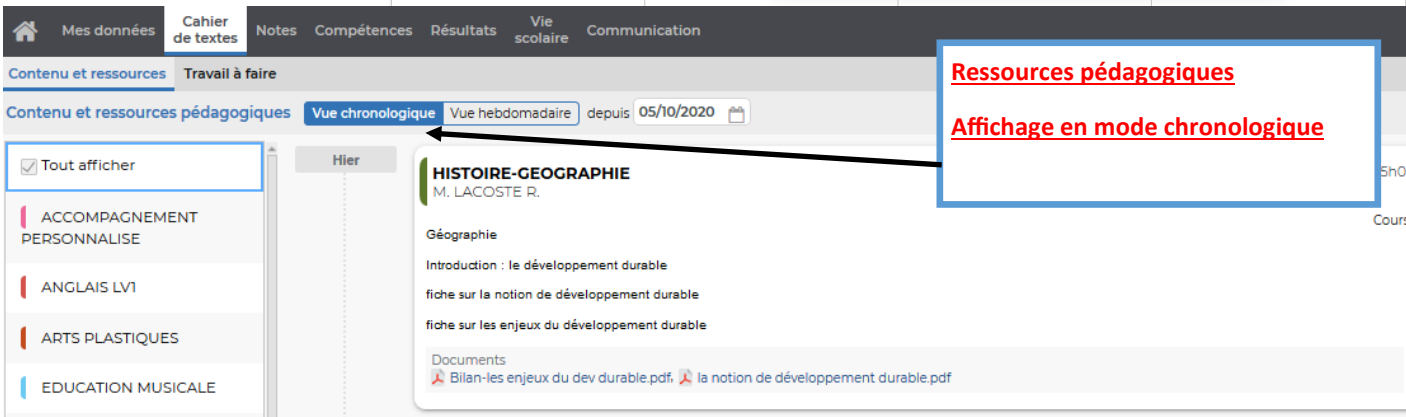 Mes données
Cahier
de textes
Notes
Compétences
Résultats
Vie
scolaire
Communication
Contenu et ressources
Travail à faire
Contenu et ressources pédagogiques
Vue chronologique
Vue hebdomadaire
depuis
05/10/2020
Ressources pédagogiques
Affichage en mode chronologique
Tout afficher
ACCOMPAGNEMENT
PERSONNALISE
ANGLAIS LV1
ARTS PLASTIQUES
EDUCATION MUSICALE
Hier
HISTOIRE-GEOGRAPHIE
M. LACOSTE R.
5h0
Cours
Géographie
Introduction : le développement durable
fiche sur la notion de développement durable
fiche sur les enjeux du développement durable
Documents
Bilan-les enjeux du dev durable.pdf, la notion de développement durable.pdf